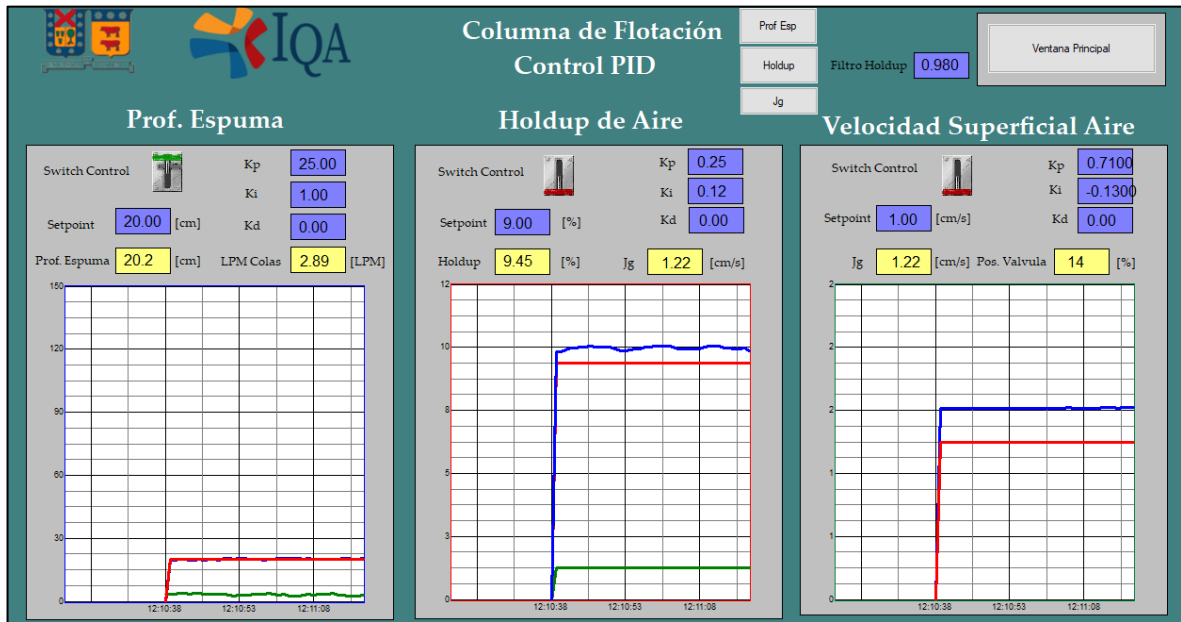 IQA
Columna de Flotación
Control PID
Prof Esp
Holdup
Jg
Filtro Holdup 0.980
Ventana Principal
Prof. Espuma
Switch Control
Kp 25.00
Ki 1.00
Setpoint 20.00 [cm] Kd 0.00
Prof. Espuma 20.2 [cm] LPM Colas 2.89 [LPM]
150
120
90
60
30
0
12:10:38 12:10:53 12:11:08
Holdup de Aire
Switch Control
Kp 0.25
Ki 0.12
Setpoint 9.00 [%] Kd 0.00
Holdup 9.45 [%] Jg 1.22 [cm/s]
12
10
8
5
3
0
12:10:38 12:10:53 12:11:08
Velocidad Superficial Aire
Switch Control
Kp 0.7100
Ki -0.1300
Setpoint 1.00 [cm/s] Kd 0.00
Jg 1.22 [cm/s] Pos. Valvula 14 [%]
2
2
2
1
1
0
12:10:38 12:10:53 12:11:08